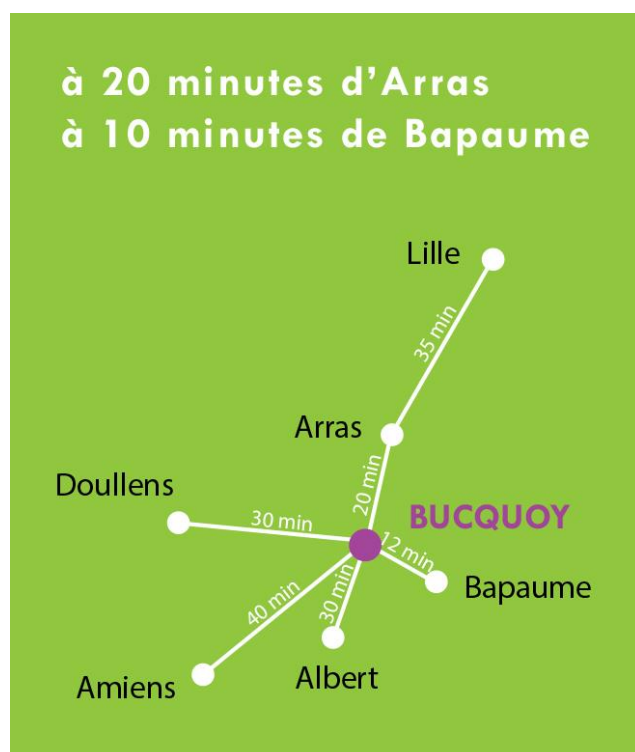 à 20 minutes d'Arras
à 10 minutes de Bapaume
Lille
35 min
Arras
20 min
Doullens
30 min
BUCQUOY
12 min
Bapaume
40 min
30 min
Amiens
Albert